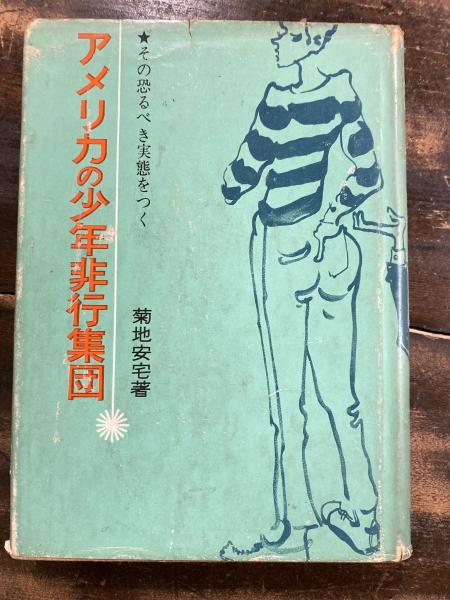 ★その恐るべき実態をつく
アメリカの少年非行集団
菊地安宅著